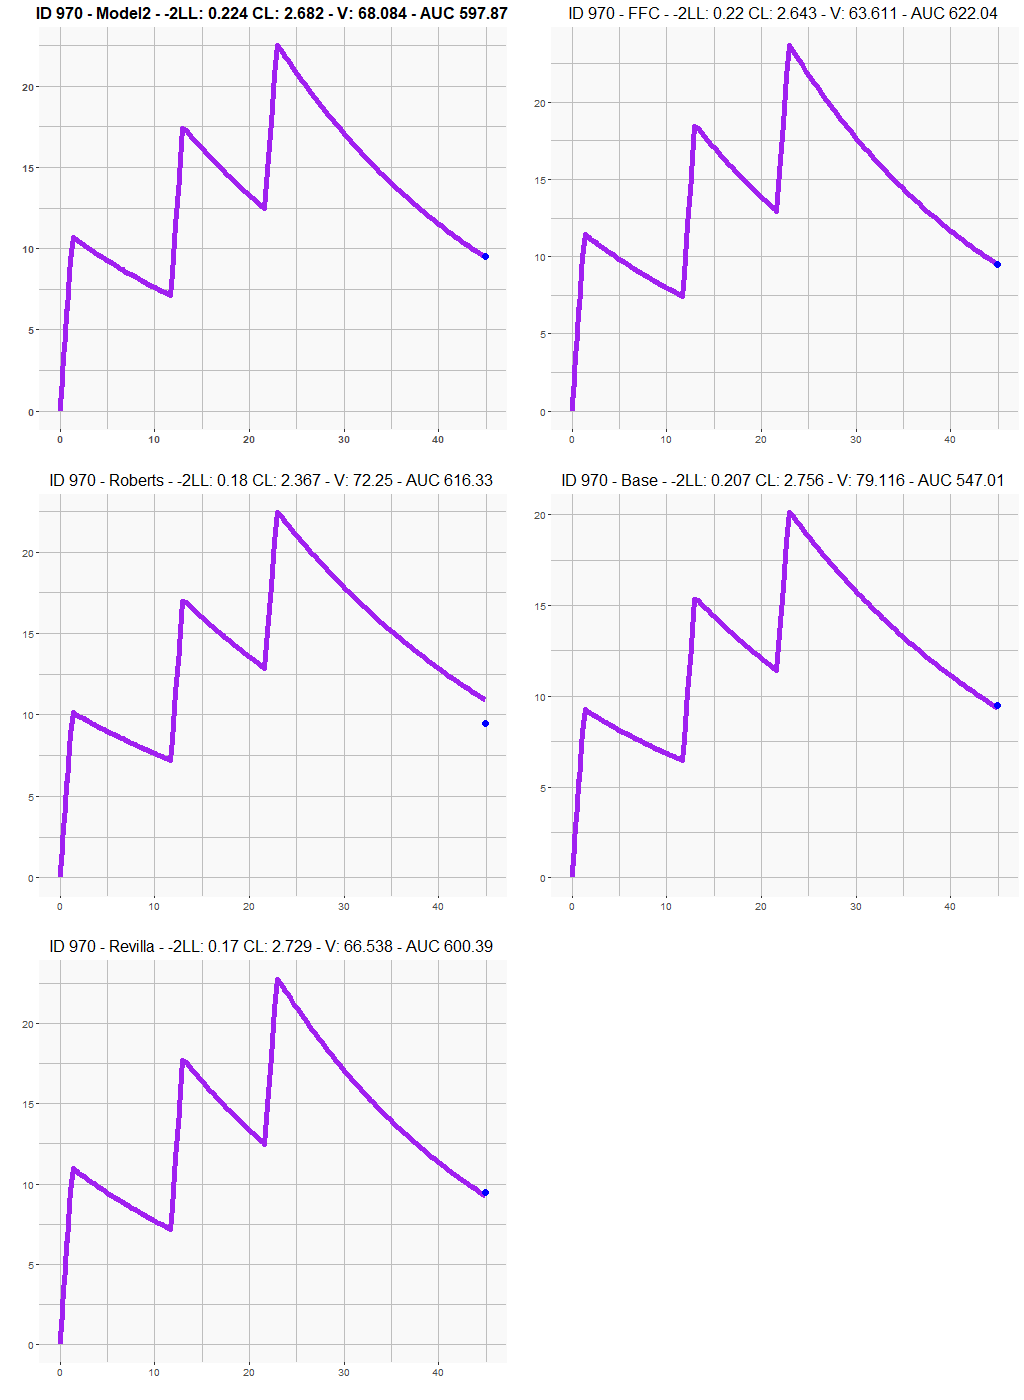 ID 970 - Model2 - -2LL: 0.224 CL: 2.682 - V: 68.084 - AUC 597.87
20
15
10
5
0
0 10 20 30 40
ID 970 - FFC - -2LL: 0.22 CL: 2.643 - V: 63.611 - AUC 622.04
20
15
10
5
0
0 10 20 30 40
ID 970 - Roberts - -2LL: 0.18 CL: 2.367 - V: 72.25 - AUC 616.33
20
15
10
5
0
0 10 20 30 40
ID 970 - Base - -2LL: 0.207 CL: 2.756 - V: 79.116 - AUC 547.01
20
15
10
5
0
0 10 20 30 40
ID 970 - Revilla - -2LL: 0.17 CL: 2.729 - V: 66.538 - AUC 600.39
20
15
10
5
0
0 10 20 30 40